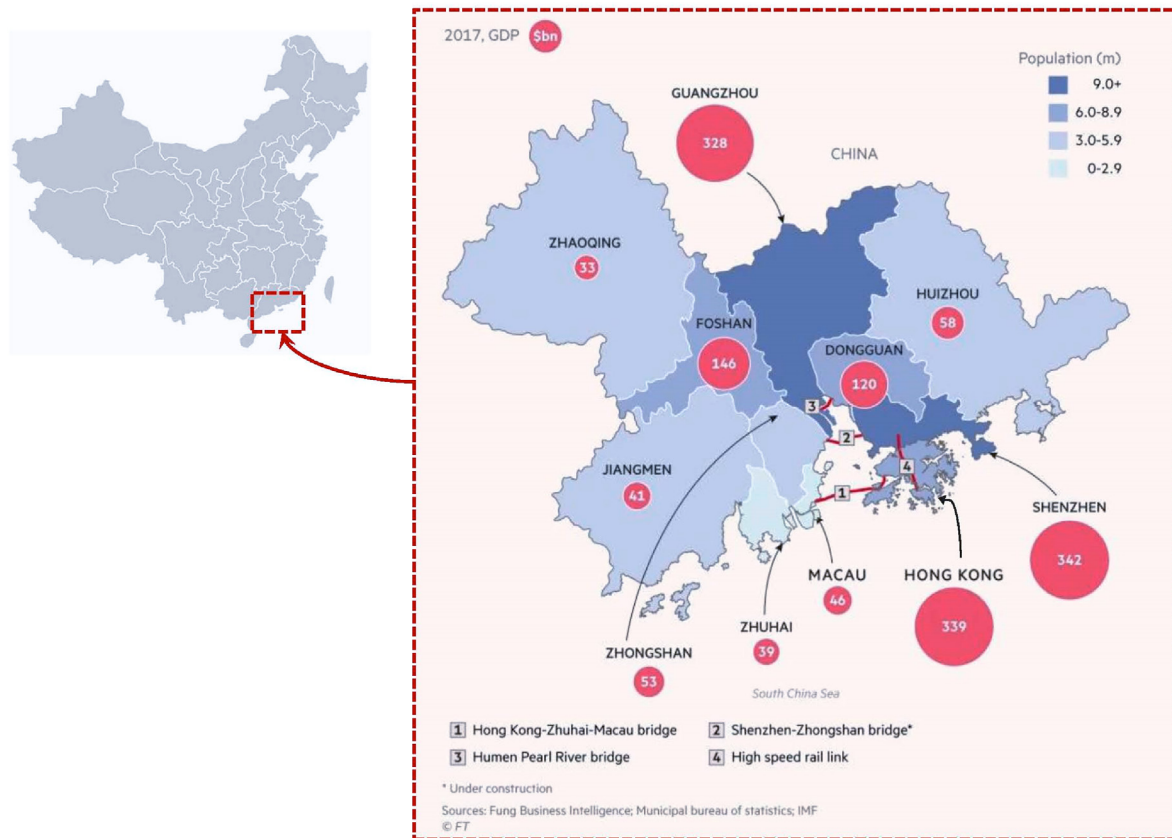 2017, GDP $bn
Population (m)
9.0+
6.0-8.9
3.0-5.9
0-2.9
GUANGZHOU
328
CHINA
ZHAOQING
33
HUIZHOU
58
FOSHAN
146
DONGGUAN
120
3
2
JIANGMEN
41
4
1
SHENZHEN
342
MACAU
46
HONG KONG
339
ZHUHAI
39
ZHONGSHAN
53
South China Sea
1 Hong Kong-Zhuhai-Macau bridge
2 Shenzhen-Zhongshan bridge*
3 Humen Pearl River bridge
4 High speed rail link
* Under construction
Sources: Fung Business Intelligence; Municipal bureau of statistics; IMF
© FT